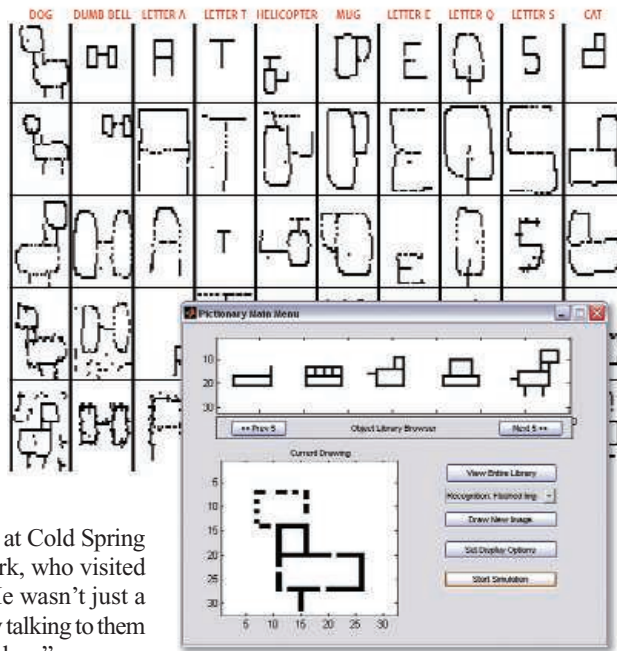 DOG DUMB BELL LETTER A LETTER T HELICOPTER MUG LETTER E LETTER Q LETTER S CAT
Pictionary Main Menu
10
20
30
<< Prev 5 Object Library Browser Next 5 >>
Current Drawing
5
10
15
20
25
30
5 10 15 20 25 30
View Entire Library
Recognition: Flashed Img
Draw New Image
Set Display Options
Start Simulation
at Cold Spring
rk, who visited
He wasn't just a
talking to them